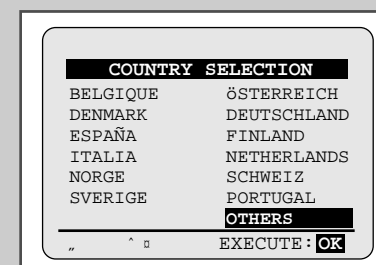 COUNTRY SELECTION
BELGIQUE ÖSTERREICH
DENMARK DEUTSCHLAND
ESPAÑA FINLAND
ITALIA NETHERLANDS
NORGE SCHWEIZ
SVERIGE PORTUGAL
OTHERS
„ ˆ ¤ EXECUTE:OK